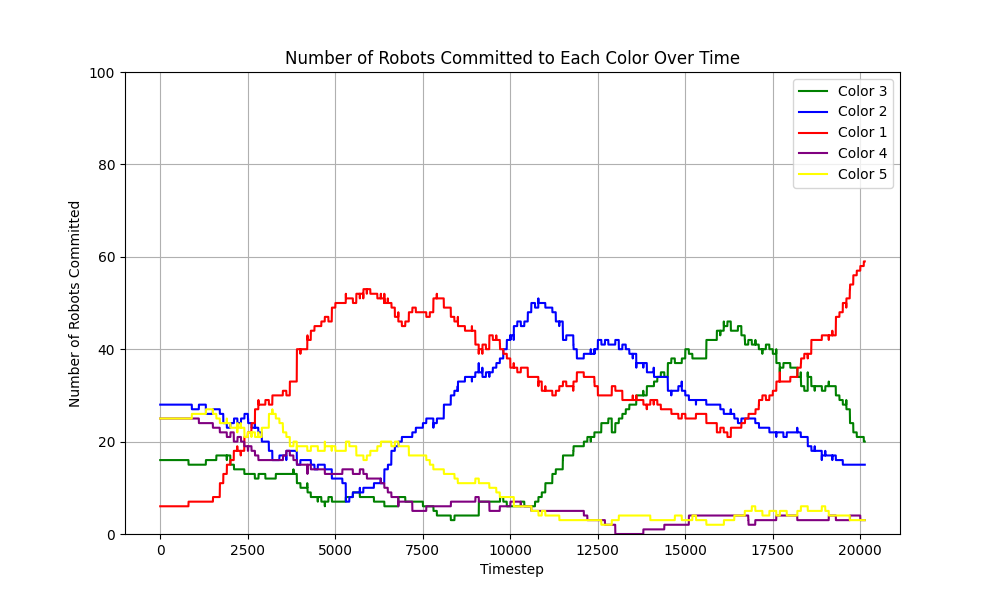 Number of Robots Committed to Each Color Over Time
Number of Robots Committed
100
80
60
40
20
0
Color 3
Color 2
Color 1
Color 4
Color 5
0 2500 5000 7500 10000 12500 15000 17500 20000
Timestep